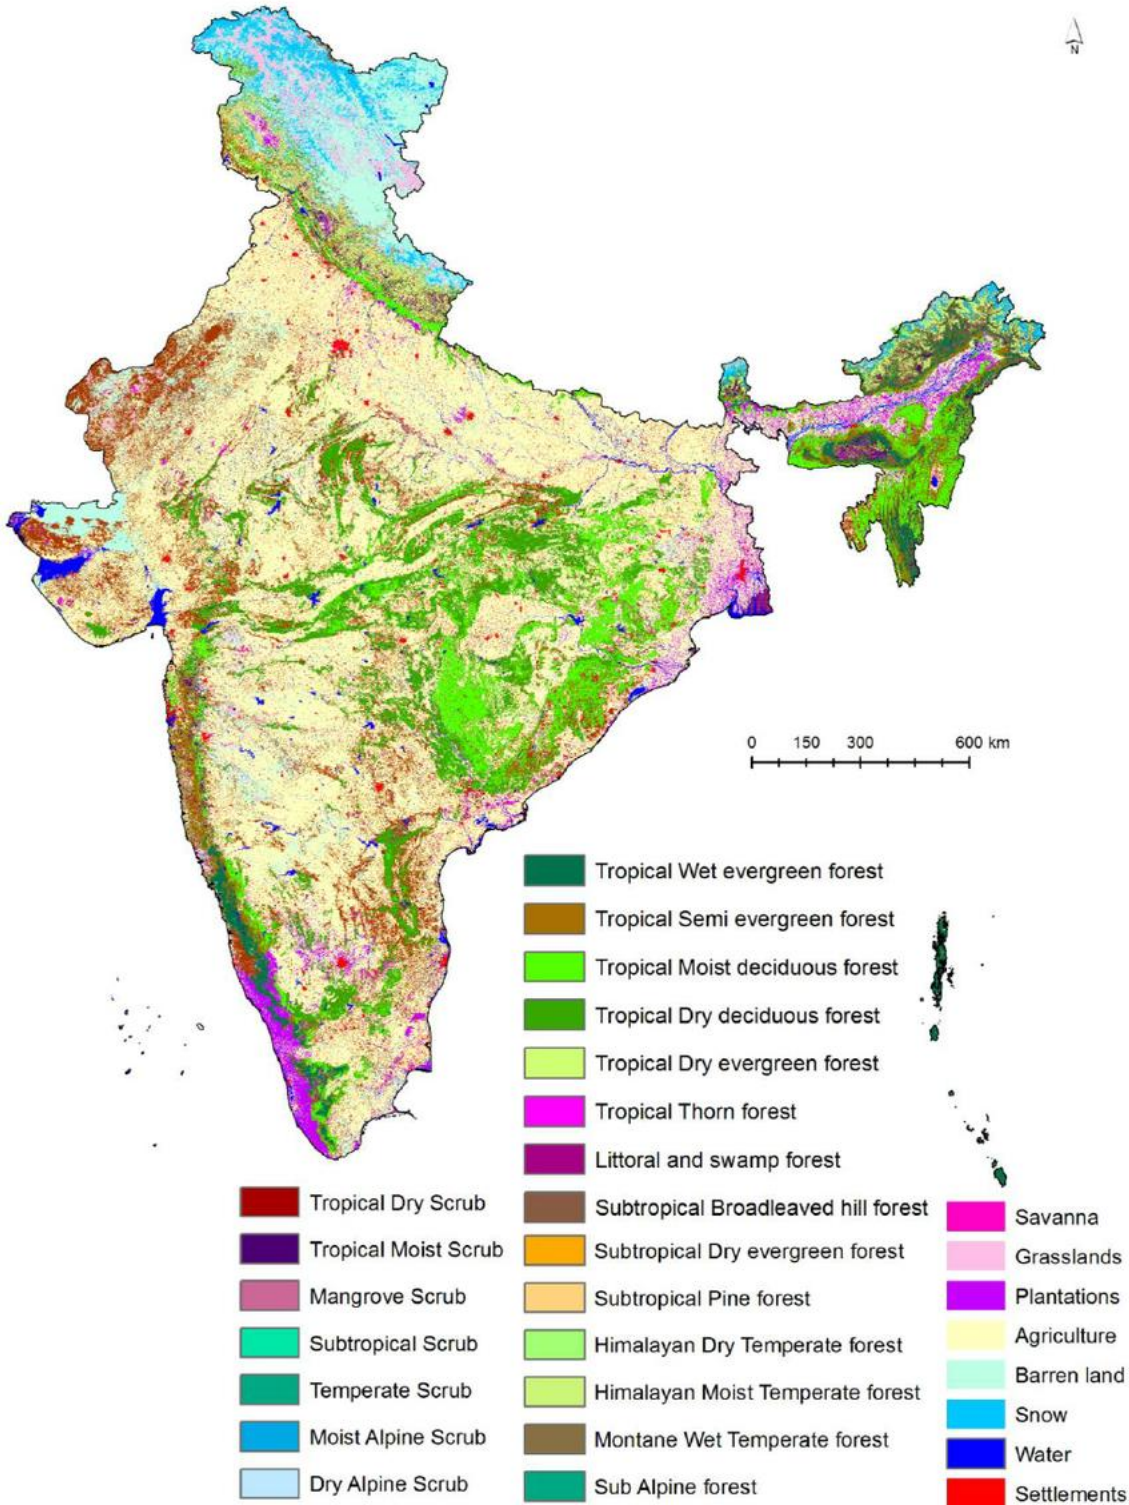 N
0 150 300 600 km
Tropical Wet evergreen forest
Tropical Semi evergreen forest
Tropical Moist deciduous forest
Tropical Dry deciduous forest
Tropical Dry evergreen forest
Tropical Thorn forest
Littoral and swamp forest
Subtropical Broadleaved hill forest
Subtropical Dry evergreen forest
Subtropical Pine forest
Himalayan Dry Temperate forest
Himalayan Moist Temperate forest
Montane Wet Temperate forest
Sub Alpine forest
Tropical Dry Scrub
Tropical Moist Scrub
Mangrove Scrub
Subtropical Scrub
Temperate Scrub
Moist Alpine Scrub
Dry Alpine Scrub
Savanna
Grasslands
Plantations
Agriculture
Barren land
Snow
Water
Settlements